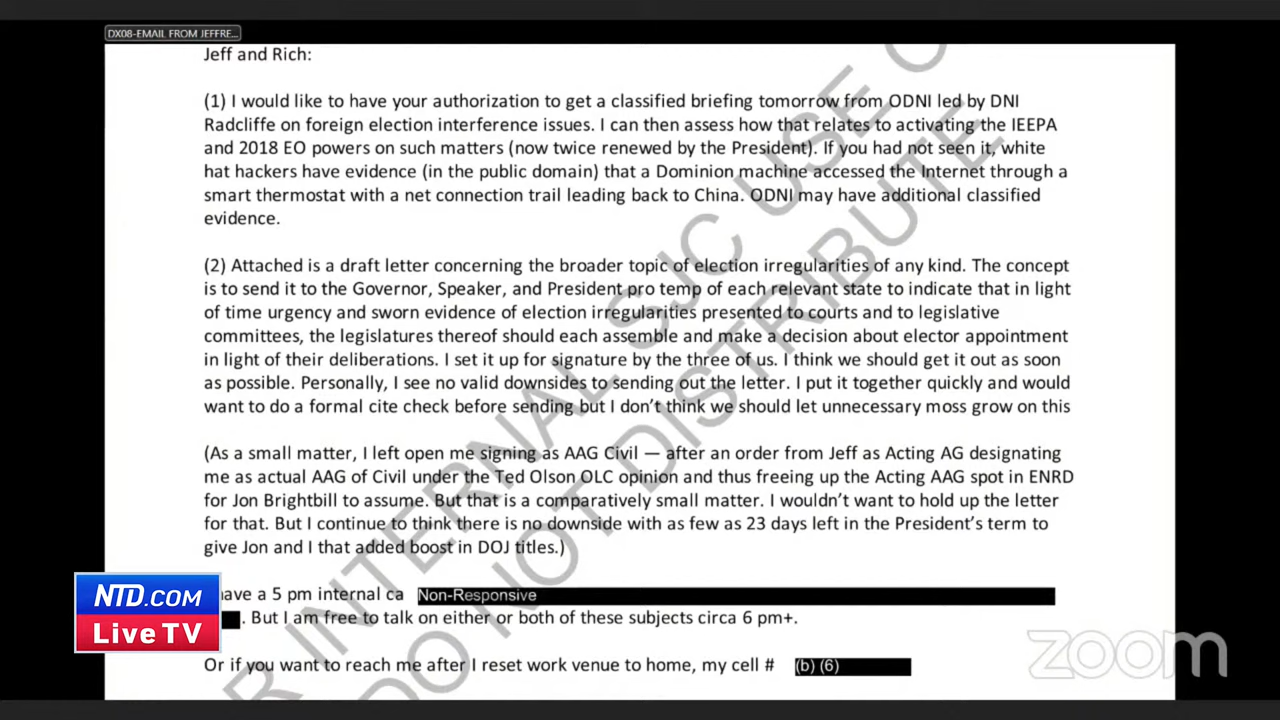 DX08-EMAIL FROM JEFFRE...
Jeff and Rich:
(1) I would like to have your authorization to get a classified briefing tomorrow from ODNI led by DNI
Radcliffe on foreign election interference issues. I can then assess how that relates to activating the IEEPA
and 2018 EO powers on such matters (now twice renewed by the President). If you had not seen it, white
hat hackers have evidence (in the public domain) that a Dominion machine accessed the Internet through a
smart thermostat with a net connection trail leading back to China. ODNI may have additional classified
evidence.
(2) Attached is a draft letter concerning the broader topic of election irregularities of any kind. The concept
is to send it to the Governor, Speaker, and President pro temp of each relevant state to indicate that in light
of time urgency and sworn evidence of election irregularities presented to courts and to legislative
committees, the legislatures thereof should each assemble and make a decision about elector appointment
in light of their deliberations. I set it up for signature by the three of us. I think we should get it out as soon
as possible. Personally, I see no valid downsides to sending out the letter. I put it together quickly and would
want to do a formal cite check before sending but I don't think we should let unnecessary moss grow on this
(As a small matter, I left open me signing as AAG Civil — after an order from Jeff as Acting AG designating
me as actual AAG of Civil under the Ted Olson OLC opinion and thus freeing up the Acting AAG spot in ENRD
for Jon Brightbill to assume. But that is a comparatively small matter. I wouldn't want to hold up the letter
for that. But I continue to think there is no downside with as few as 23 days left in the President's term to
give Jon and I that added boost in DOJ titles.)
have a 5 pm internal ca Non-Responsive
. But I am free to talk on either or both of these subjects circa 6 pm+.
Or if you want to reach me after I reset work venue to home, my cell # (b) (6)
INTERNAL SJC USE O
DO NOT DISTRIBUTE
NTD.COM
Live TV
zoom